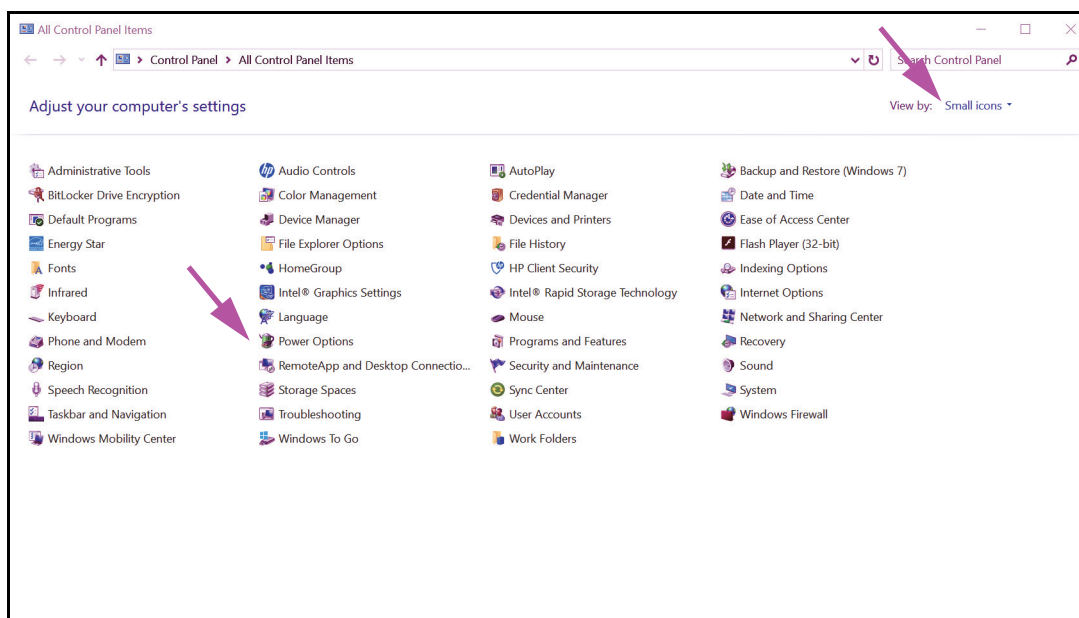 All Control Panel Items
Control Panel > All Control Panel Items
Search Control Panel
Adjust your computer's settings
View by: Small icons
Administrative Tools
Audio Controls
AutoPlay
Backup and Restore (Windows 7)
BitLocker Drive Encryption
Color Management
Credential Manager
Date and Time
Default Programs
Device Manager
Devices and Printers
Ease of Access Center
Energy Star
File Explorer Options
File History
Flash Player (32-bit)
Fonts
HomeGroup
HP Client Security
Indexing Options
Infrared
Intel® Graphics Settings
Intel® Rapid Storage Technology
Internet Options
Keyboard
Language
Mouse
Network and Sharing Center
Phone and Modem
Power Options
Programs and Features
Recovery
Region
RemoteApp and Desktop Connectio...
Security and Maintenance
Sound
Speech Recognition
Storage Spaces
Sync Center
System
Taskbar and Navigation
Troubleshooting
User Accounts
Windows Firewall
Windows Mobility Center
Windows To Go
Work Folders